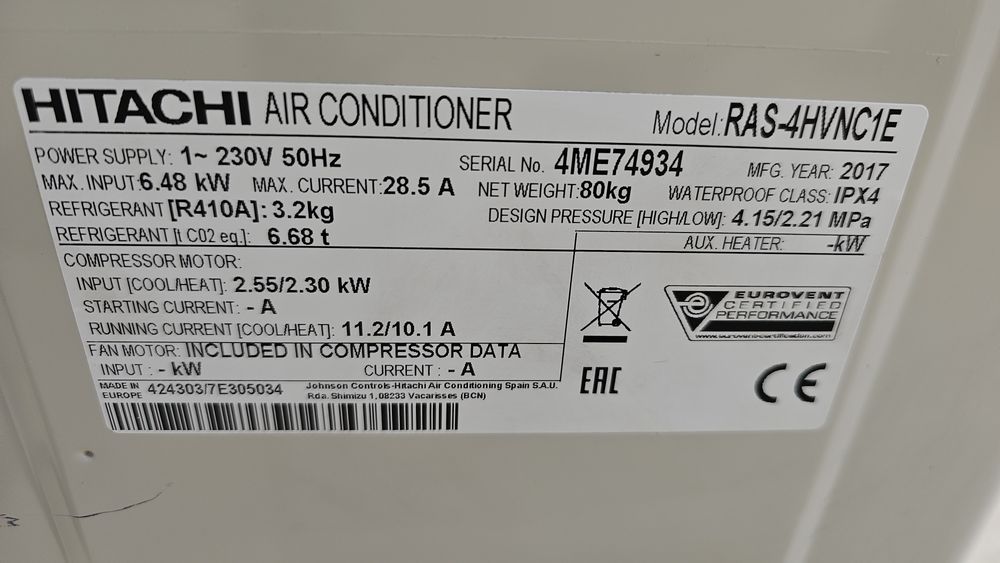 HITACHI AIR CONDITIONER Model: RAS-4HVNC1E
POWER SUPPLY: 1~ 230V 50Hz SERIAL No. 4ME74934 MFG. YEAR: 2017
MAX. INPUT: 6.48 kW MAX. CURRENT: 28.5 A NET WEIGHT: 80kg WATERPROOF CLASS: IPX4
REFRIGERANT [R410A]: 3.2kg DESIGN PRESSURE [HIGH/LOW]: 4.15/2.21 MPa
REFRIGERANT [t CO2 eq.]: 6.68 t AUX. HEATER: -kW
COMPRESSOR MOTOR:
INPUT [COOL/HEAT]: 2.55/2.30 kW
STARTING CURRENT: - A
RUNNING CURRENT [COOL/HEAT]: 11.2/10.1 A
FAN MOTOR: INCLUDED IN COMPRESSOR DATA
INPUT : - kW CURRENT : - A
MADE IN EUROPE 424303/7E305034
Johnson Controls-Hitachi Air Conditioning Spain S.A.U.
Rda. Shimizu 1, 08233 Vacarisses (BCN)
EUROVENT
CERTIFIED
PERFORMANCE
www.eurovent-certification.com
EAC
CE